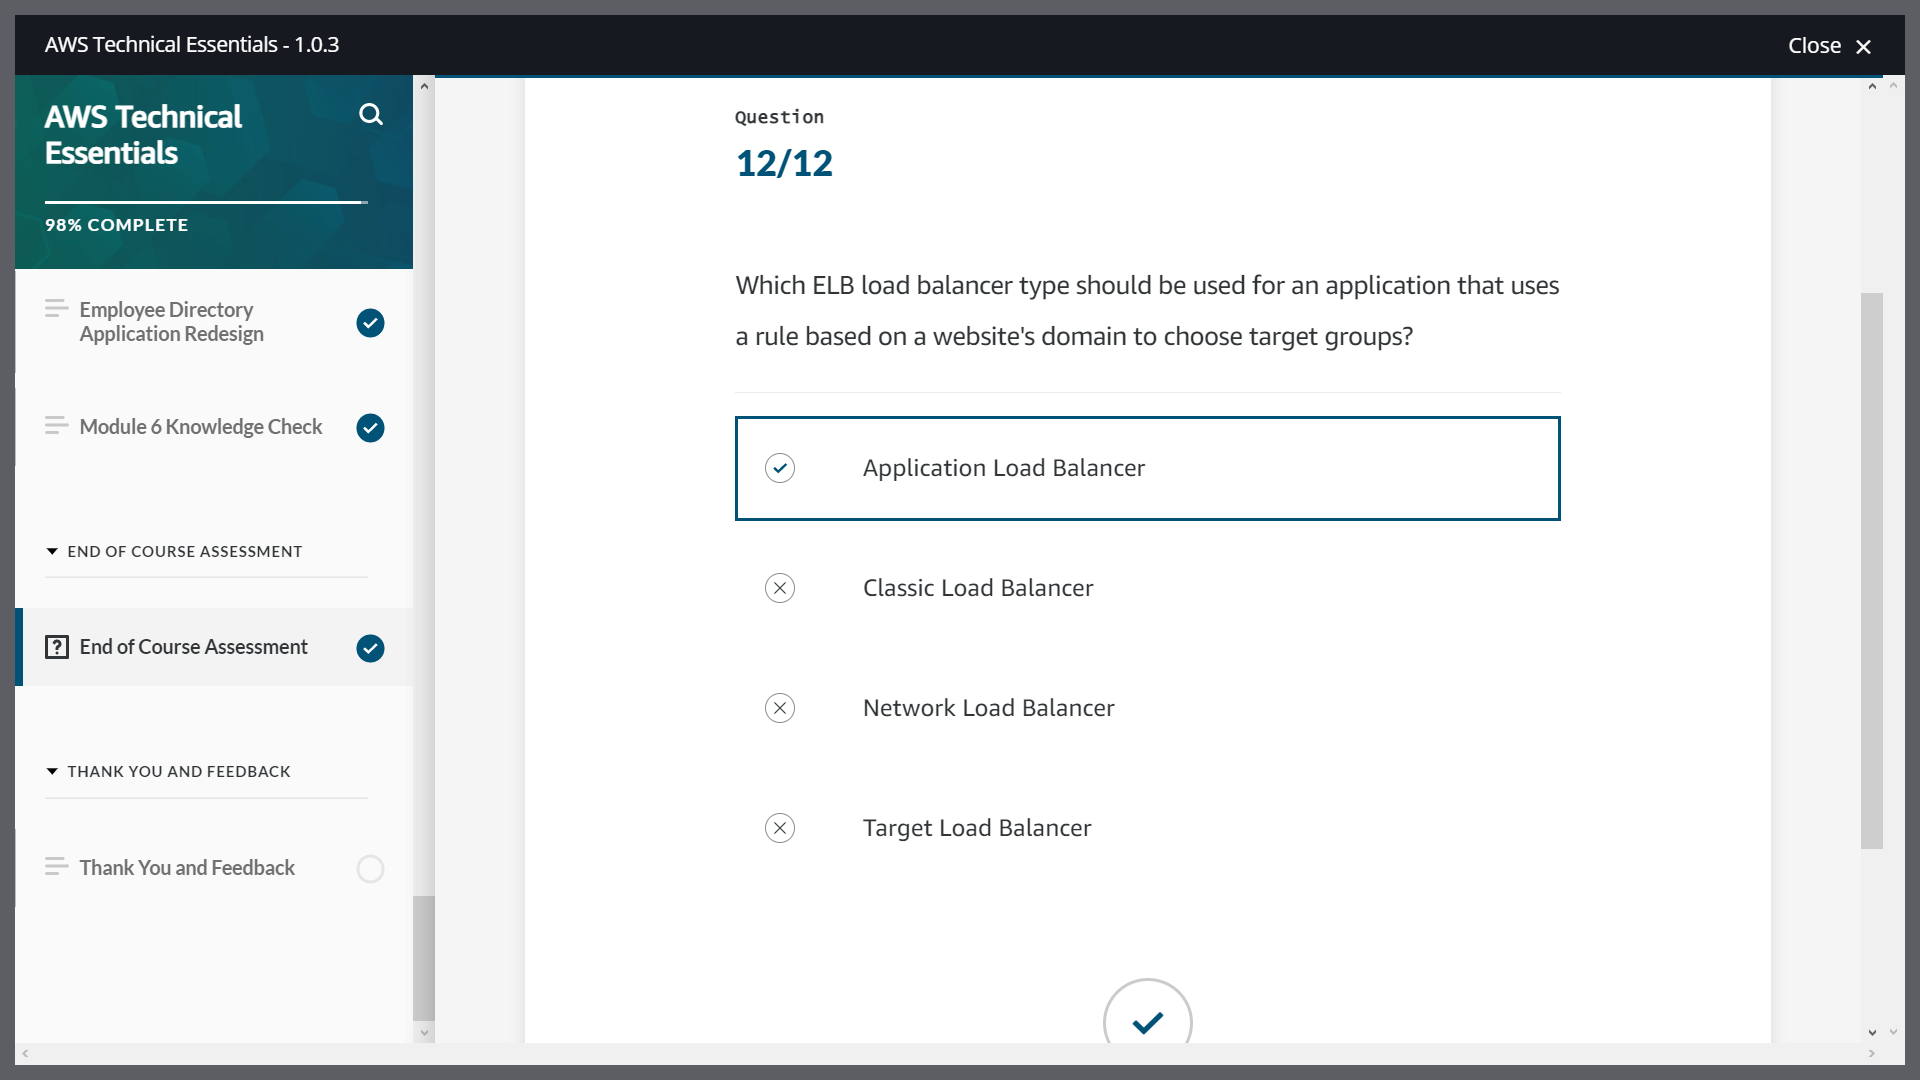 AWS Technical Essentials - 1.0.3
Close
AWS Technical
Essentials
98% COMPLETE
Employee Directory
Application Redesign
Module 6 Knowledge Check
END OF COURSE ASSESSMENT
End of Course Assessment
THANK YOU AND FEEDBACK
Thank You and Feedback
Question
12/12
Which ELB load balancer type should be used for an application that uses
a rule based on a website's domain to choose target groups?
Application Load Balancer
Classic Load Balancer
Network Load Balancer
Target Load Balancer